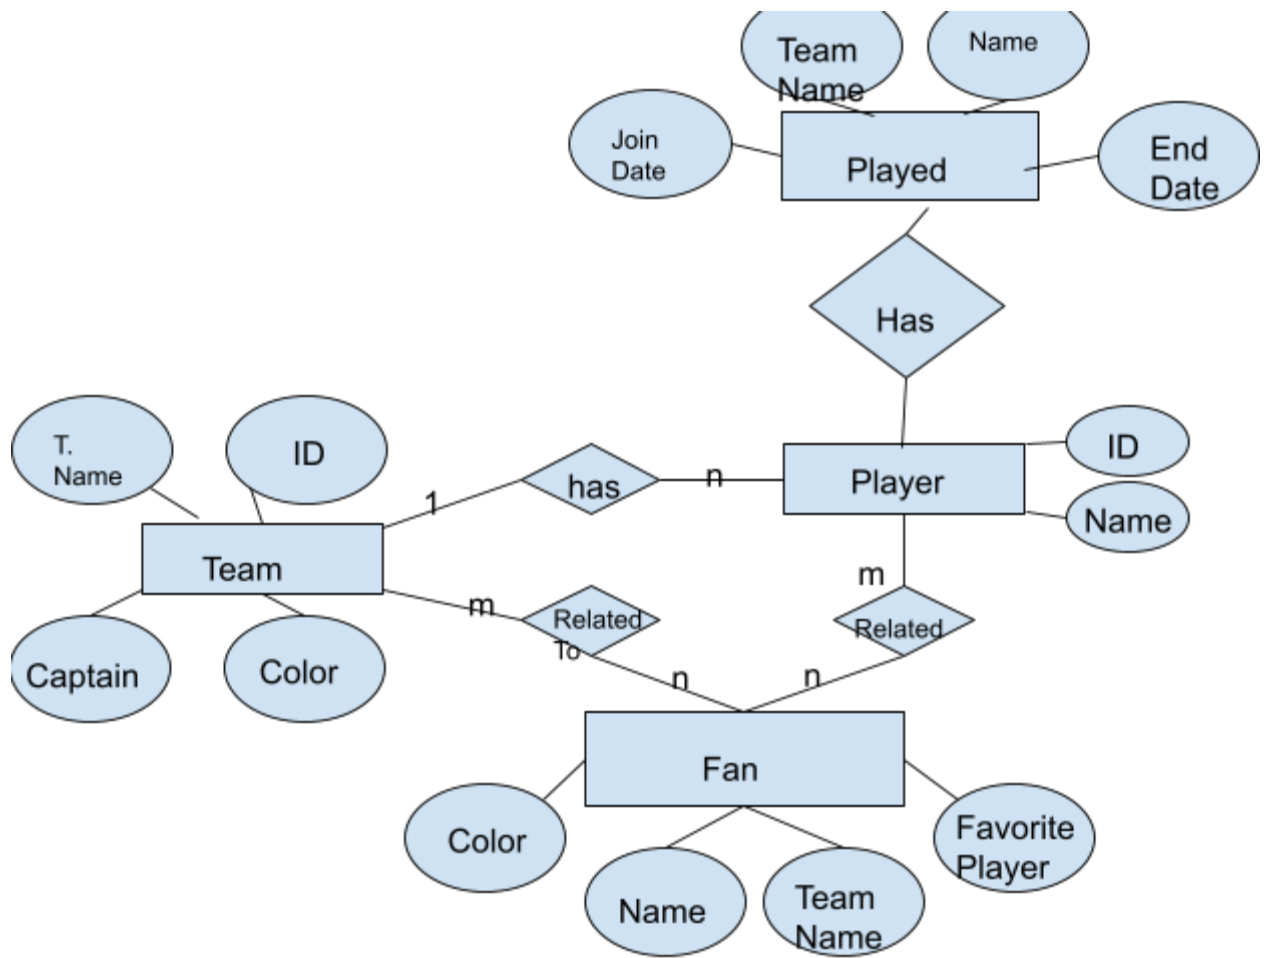 Team
Name
Name
Join
Date
Played
End
Date
Has
T.
Name
ID
1
has
n
Player
ID
Name
Team
m
Related
To
m
Related
Captain
Color
n
n
Fan
Color
Name
Team
Name
Favorite
Player